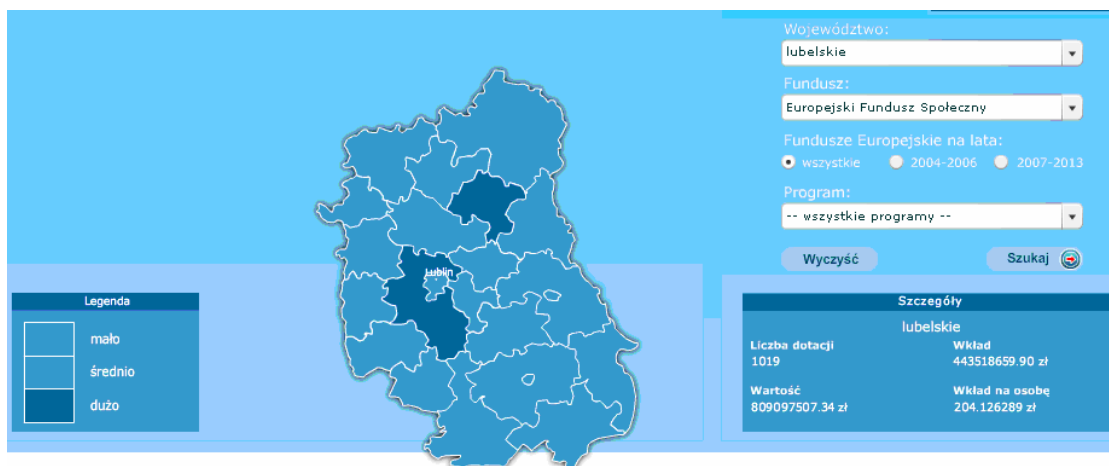 Województwo:
lubelskie
Fundusz:
Europejski Fundusz Społeczny
Fundusze Europejskie na lata:
wszystkie 2004-2006 2007-2013
Program:
-- wszystkie programy --
Wyczyść Szukaj
Lublin
Legenda
mało
średnio
dużo
Szczegóły
lubelskie
Liczba dotacji Wkład
1019 443518659.90 zł
Wartość Wkład na osobę
809097507.34 zł 204.126289 zł